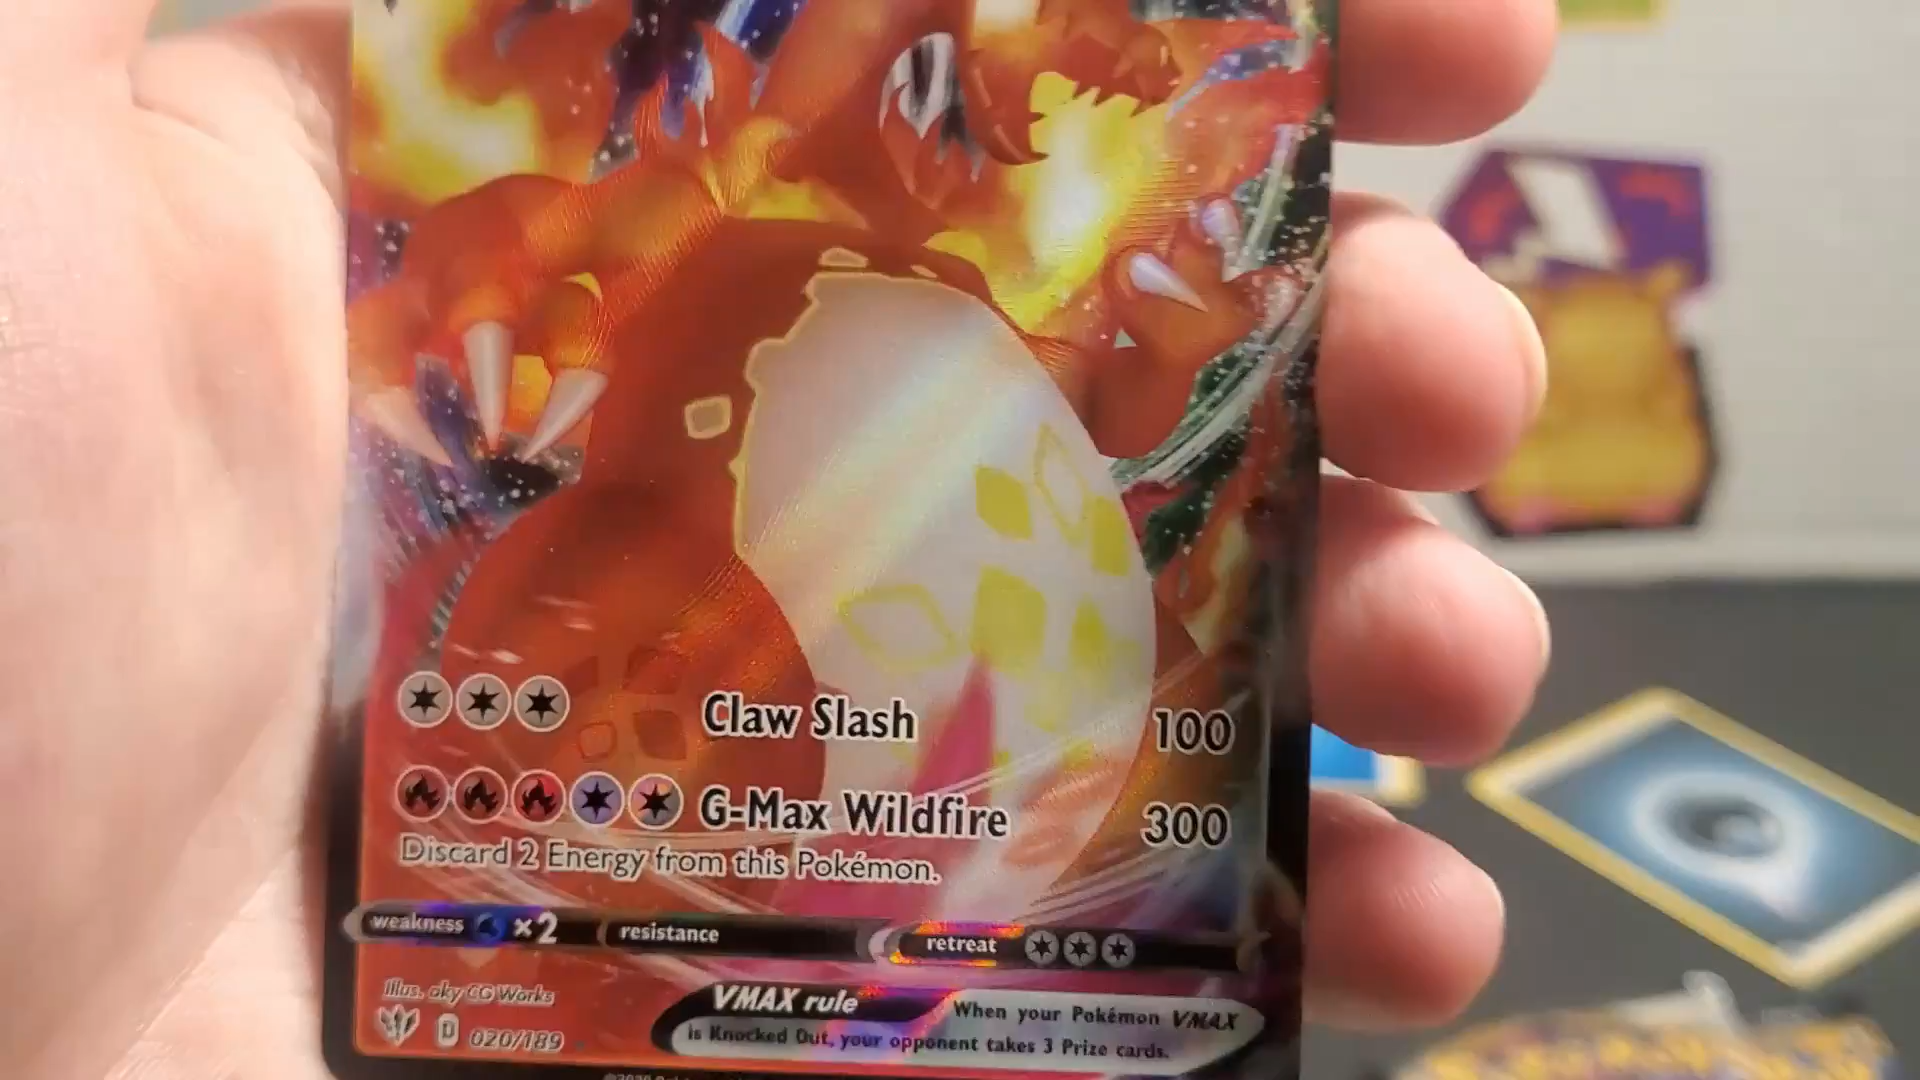 Claw Slash 100
G-Max Wildfire 300
Discard 2 Energy from this Pokémon.
weakness ×2 resistance retreat
Illus. aky CG Works
VMAX rule When your Pokémon VMAX
is Knocked Out, your opponent takes 3 Prize cards.
D 020/189